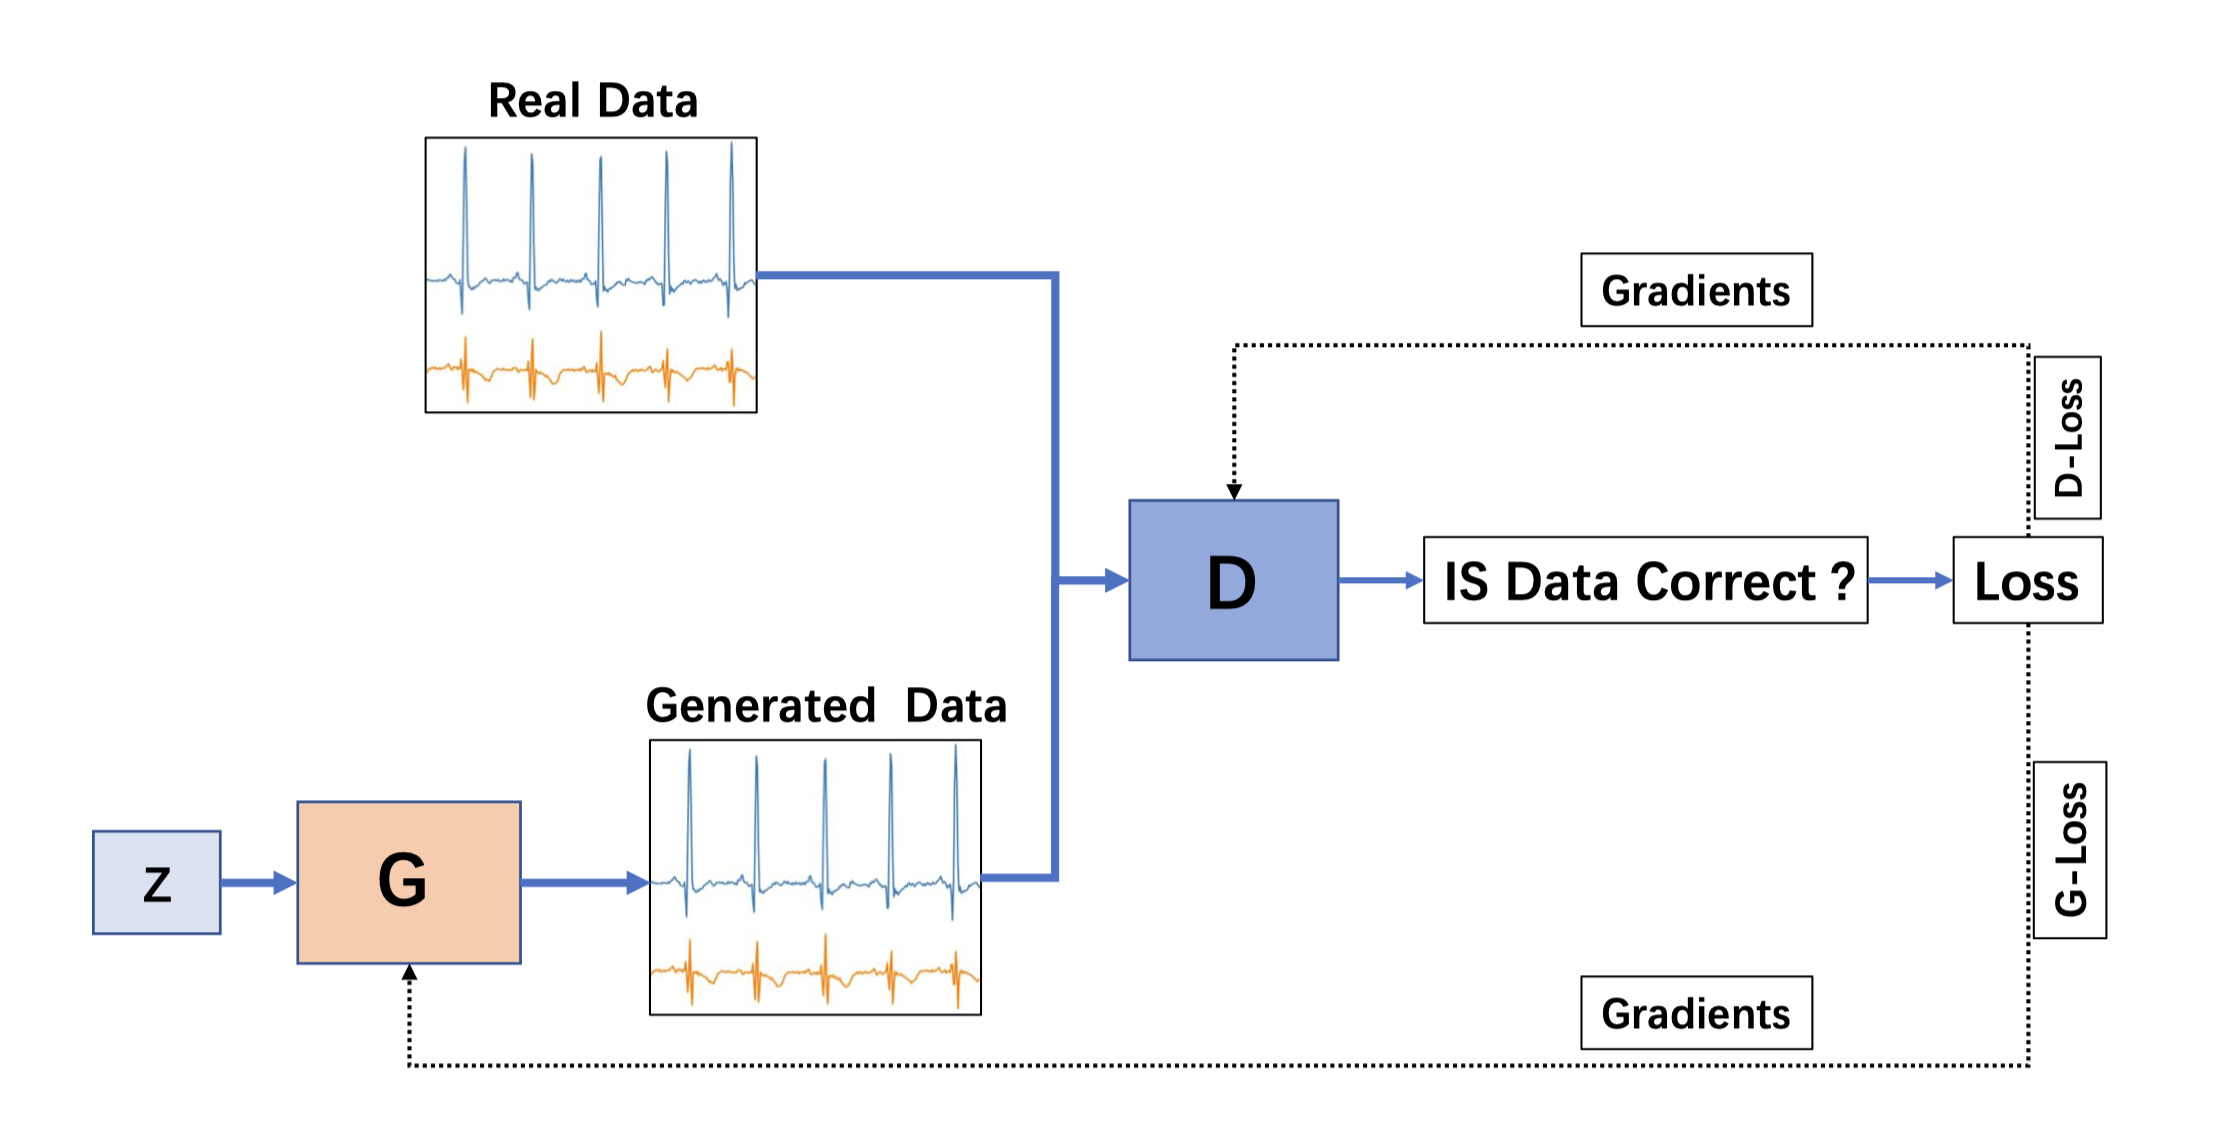 Real Data
Gradients
D-Loss
D
IS Data Correct ?
Loss
Generated Data
z
G
G-Loss
Gradients